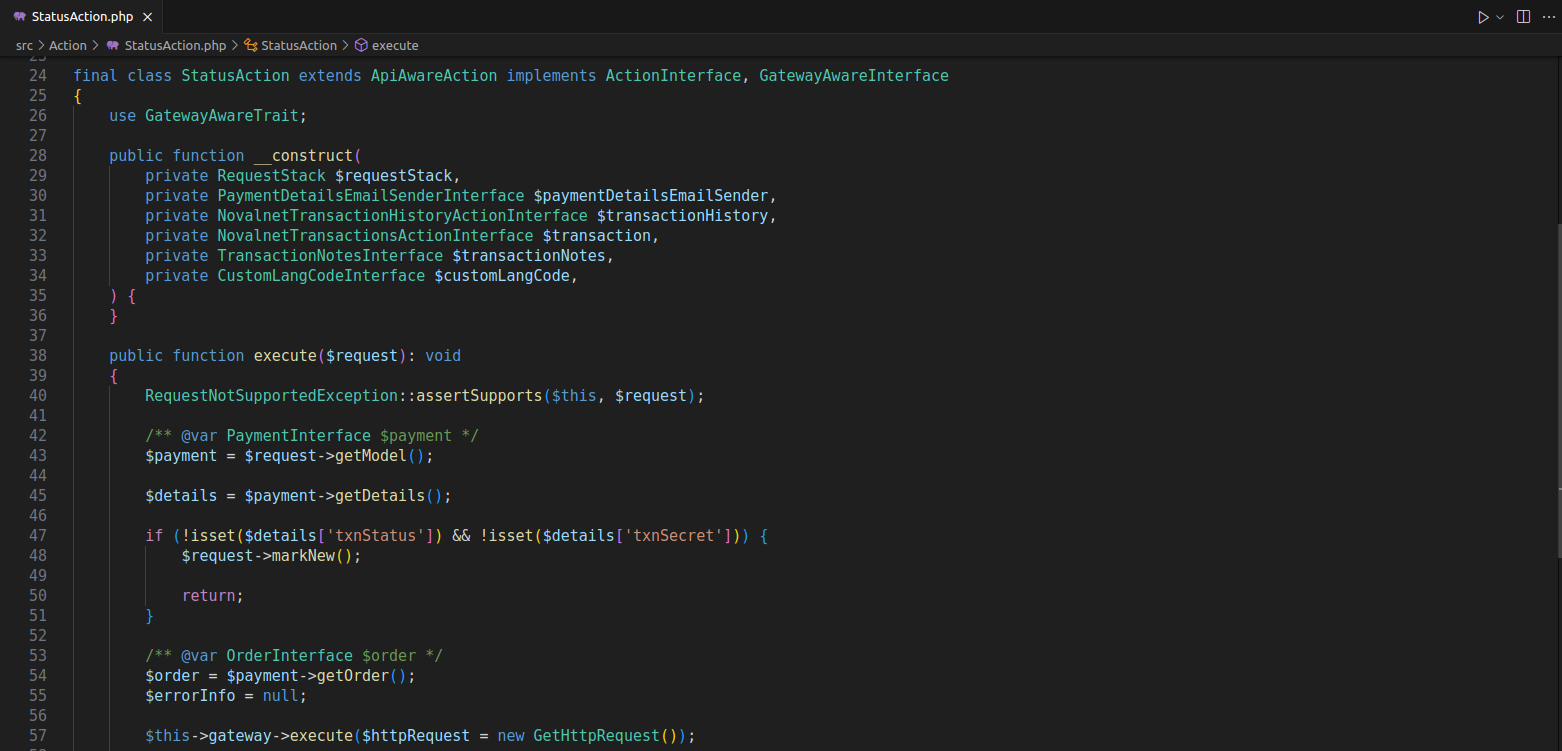 StatusAction.php
src > Action > StatusAction.php > StatusAction > execute
23
24 final class StatusAction extends ApiAwareAction implements ActionInterface, GatewayAwareInterface
25 {
26     use GatewayAwareTrait;
27
28     public function __construct(
29         private RequestStack $requestStack,
30         private PaymentDetailsEmailSenderInterface $paymentDetailsEmailSender,
31         private NovalnetTransactionHistoryActionInterface $transactionHistory,
32         private NovalnetTransactionsActionInterface $transaction,
33         private TransactionNotesInterface $transactionNotes,
34         private CustomLangCodeInterface $customLangCode,
35     ) {
36     }
37
38     public function execute($request): void
39     {
40         RequestNotSupportedException::assertSupports($this, $request);
41
42         /** @var PaymentInterface $payment */
43         $payment = $request->getModel();
44
45         $details = $payment->getDetails();
46
47         if (!isset($details['txnStatus']) && !isset($details['txnSecret'])) {
48             $request->markNew();
49
50             return;
51         }
52
53         /** @var OrderInterface $order */
54         $order = $payment->getOrder();
55         $errorInfo = null;
56
57         $this->gateway->execute($httpRequest = new GetHttpRequest());